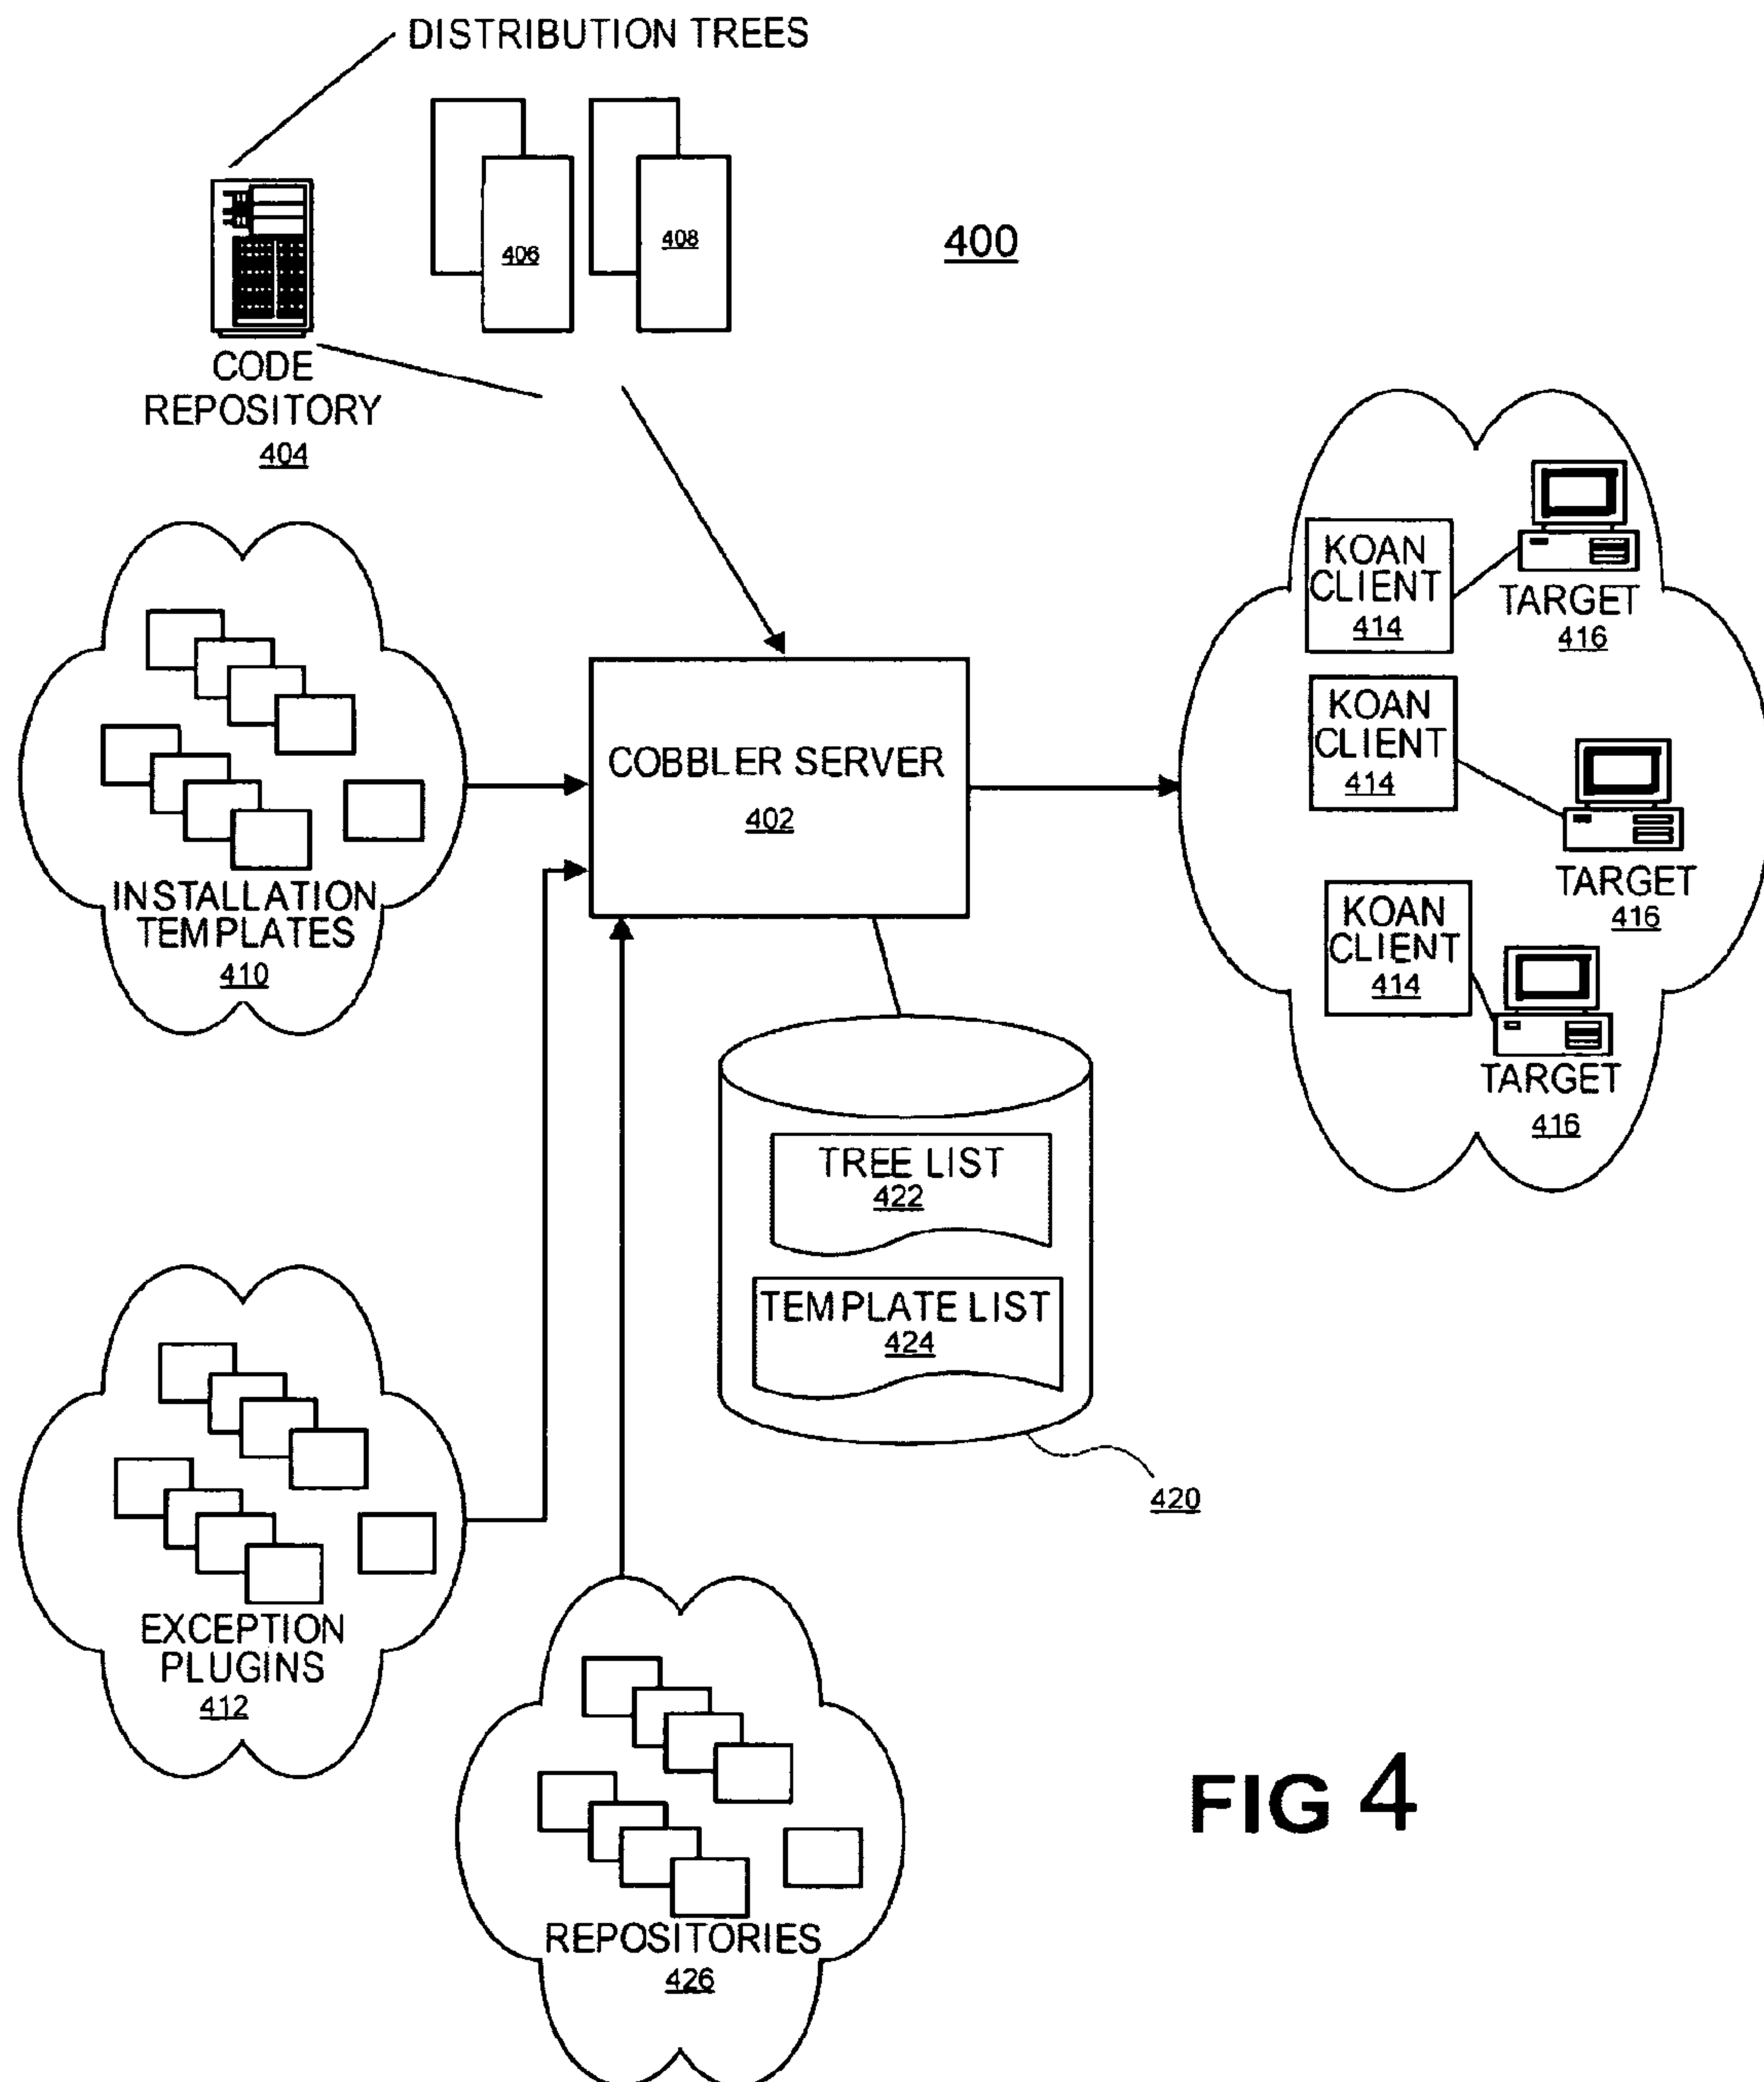 DISTRIBUTION TREES
406
408
400
CODE
REPOSITORY
404
KOAN
CLIENT
414
TARGET
416
KOAN
CLIENT
414
TARGET
416
KOAN
CLIENT
414
TARGET
416
COBBLER SERVER
402
INSTALLATION
TEMPLATES
410
TREE LIST
422
TEMPLATE LIST
424
420
EXCEPTION
PLUGINS
412
REPOSITORIES
426
FIG 4